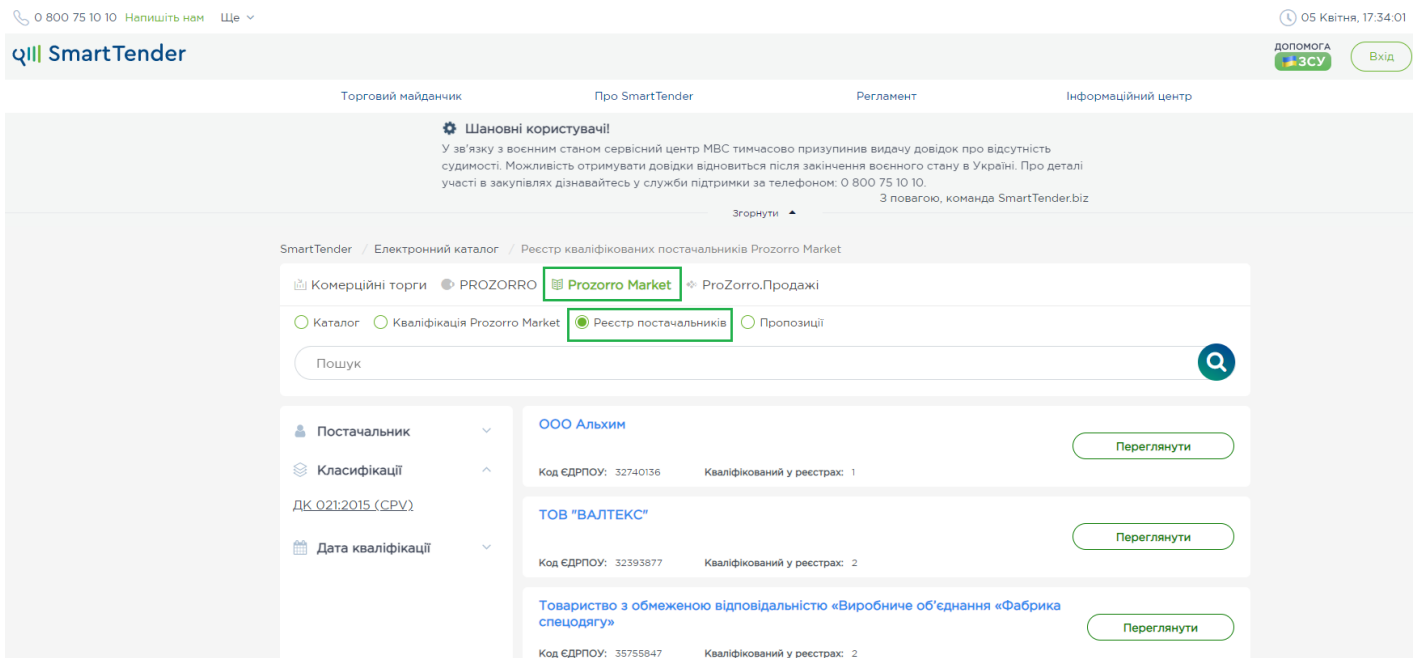 0 800 75 10 10 Напишіть нам Ще
05 Квітня, 17:34:01
SmartTender
ДОПОМОГА
ЗСУ
Вхід
Торговий майданчик Про SmartTender Регламент Інформаційний центр
Шановні користувачі!
У зв'язку з воєнним станом сервісний центр МВС тимчасово призупинив видачу довідок про відсутність
судимості. Можливість отримувати довідки відновиться після закінчення воєнного стану в Україні. Про деталі
участі в закупівлях дізнавайтесь у служби підтримки за телефоном: 0 800 75 10 10.
З повагою, команда SmartTender.biz
Згорнути
SmartTender / Електронний каталог / Реєстр кваліфікованих постачальників Prozorro Market
Комерційні торги PROZORRO Prozorro Market ProZorro.Продажі
Каталог Кваліфікація Prozorro Market Реєстр постачальників Пропозиції
Пошук
Постачальник
Класифікації
ДК 021:2015 (CPV)
Дата кваліфікації
ООО Альхим
Переглянути
Код ЄДРПОУ: 32740136 Кваліфікований у реєстрах: 1
ТОВ "ВАЛТЕКС"
Переглянути
Код ЄДРПОУ: 32393877 Кваліфікований у реєстрах: 2
Товариство з обмеженою відповідальністю «Виробниче об'єднання «Фабрика
спецодягу»
Переглянути
Код ЄДРПОУ: 35755847 Кваліфікований у реєстрах: 2